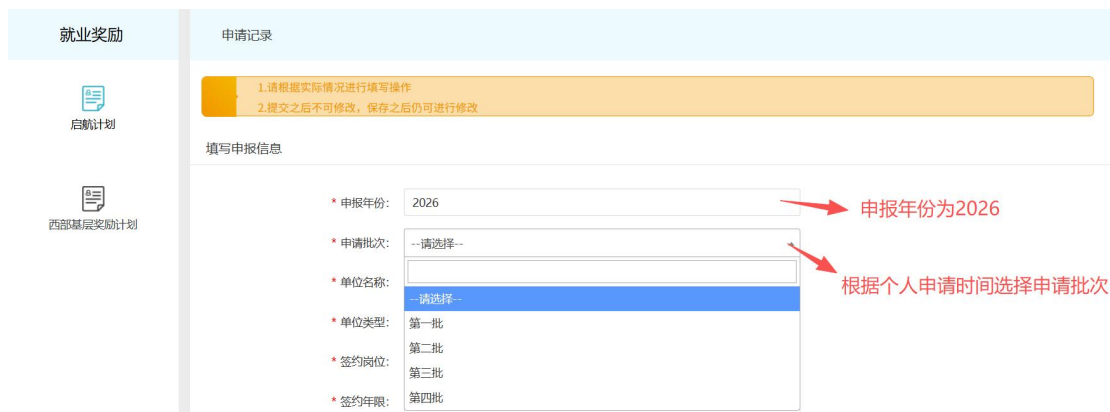 就业奖励
申请记录
启航计划
西部基层奖励计划
1.请根据实际情况进行填写操作
2.提交之后不可修改，保存之后仍可进行修改
填写申报信息
* 申报年份: 2026
申报年份为2026
* 申请批次: --请选择--
根据个人申请时间选择申请批次
* 单位名称:
--请选择--
* 单位类型: 第一批
第二批
* 签约岗位: 第三批
* 签约年限: 第四批